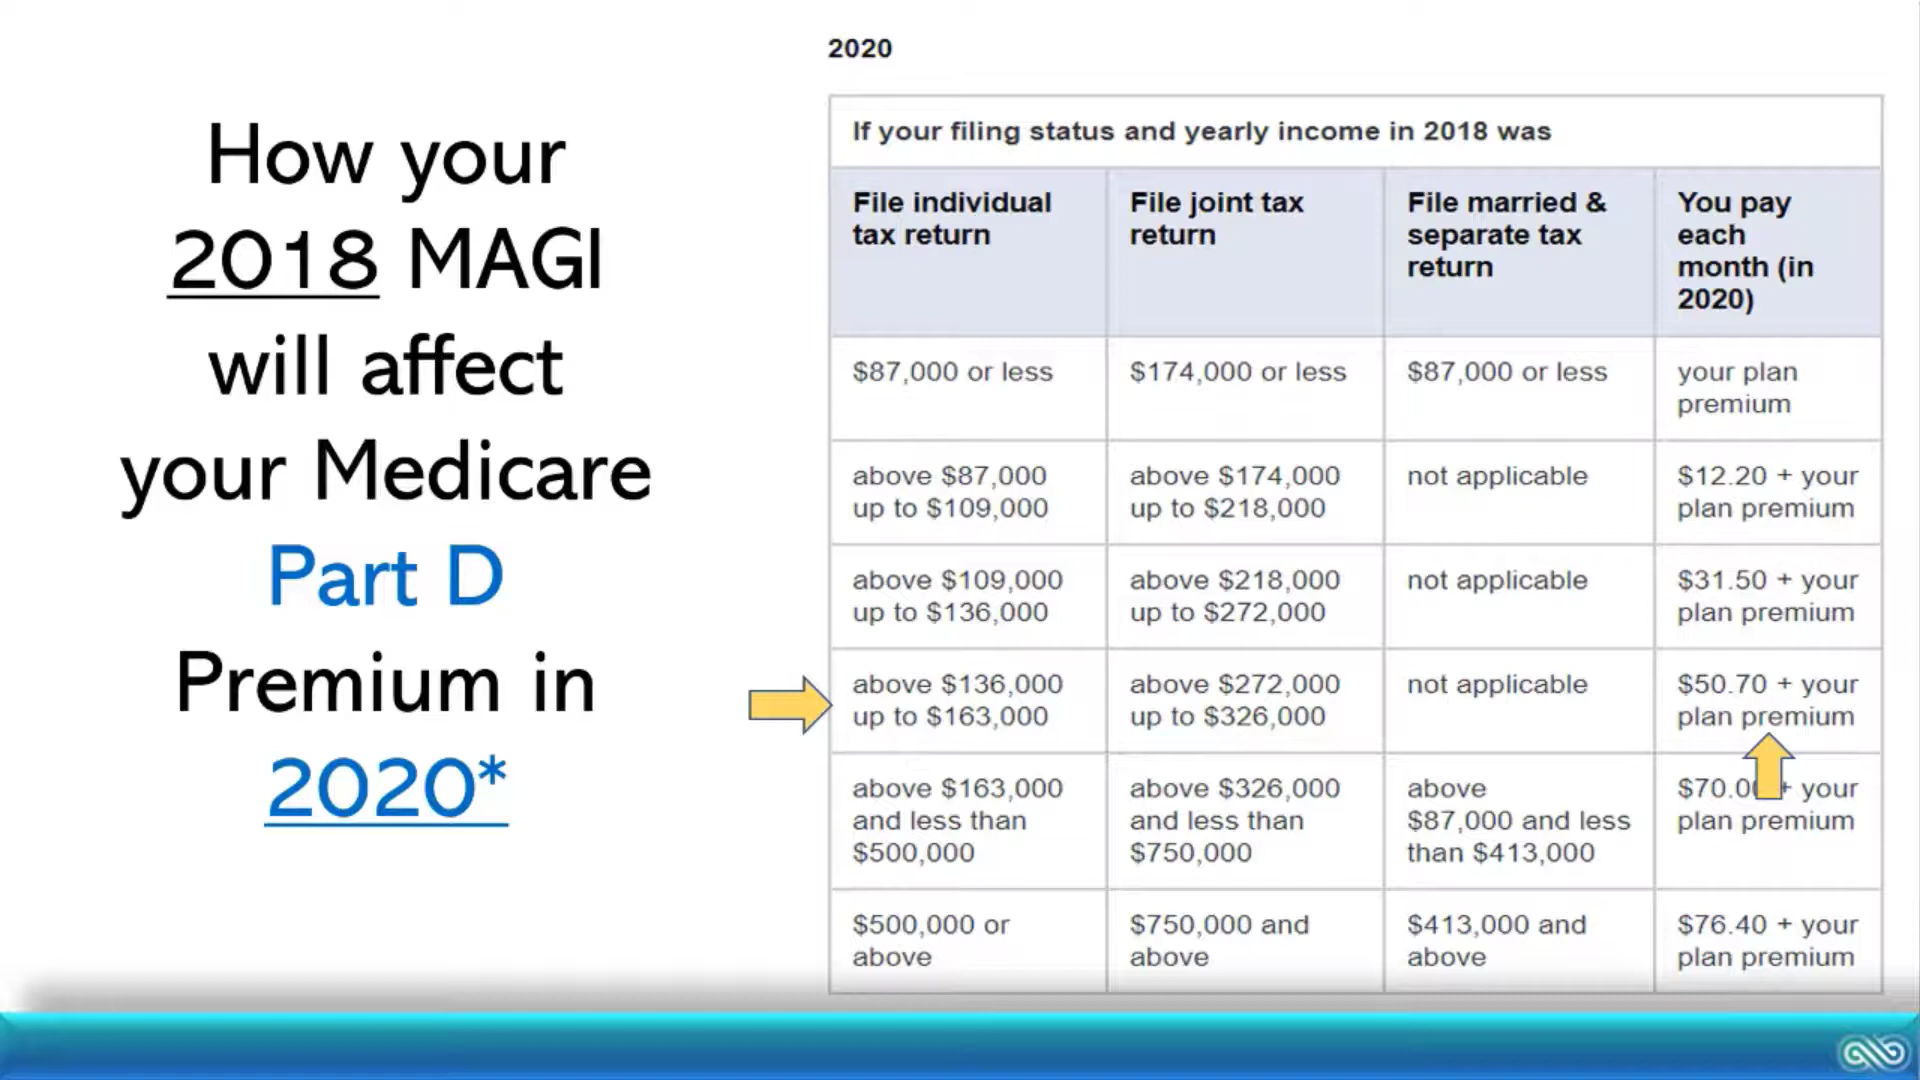 How your
2018 MAGI
will affect
your Medicare
Part D
Premium in
2020*
2020
If your filing status and yearly income in 2018 was
File individual
tax return
File joint tax
return
File married &
separate tax
return
You pay
each
month (in
2020)
$87,000 or less
$174,000 or less
$87,000 or less
your plan
premium
above $87,000
up to $109,000
above $174,000
up to $218,000
not applicable
$12.20 + your
plan premium
above $109,000
up to $136,000
above $218,000
up to $272,000
not applicable
$31.50 + your
plan premium
above $136,000
up to $163,000
above $272,000
up to $326,000
not applicable
$50.70 + your
plan premium
above $163,000
and less than
$500,000
above $326,000
and less than
$750,000
above
$87,000 and less
than $413,000
+ your
plan premium
$500,000 or
above
$750,000 and
above
$413,000 and
above
$76.40 + your
plan premium